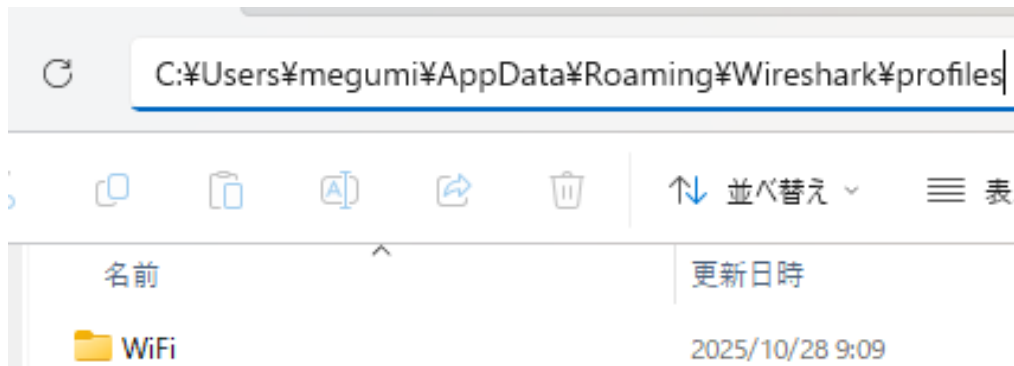 C:¥Users¥megumi¥AppData¥Roaming¥Wireshark¥profiles
並べ替え
名前 更新日時
WiFi 2025/10/28 9:09